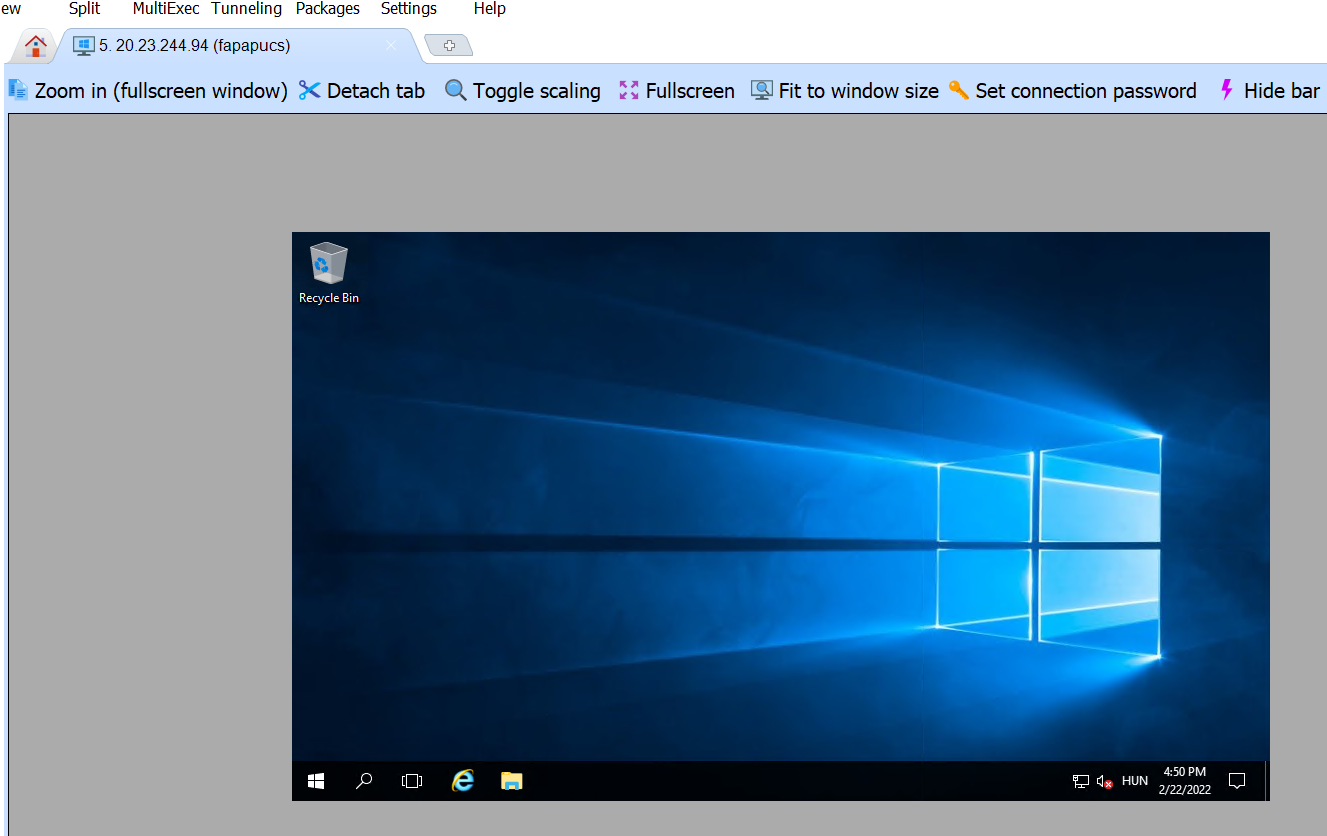 ew Split MultiExec Tunneling Packages Settings Help
5. 20.23.244.94 (fapapucs)
Zoom in (fullscreen window) Detach tab Toggle scaling Fullscreen Fit to window size Set connection password Hide bar
Recycle Bin
HUN
4:50 PM
2/22/2022